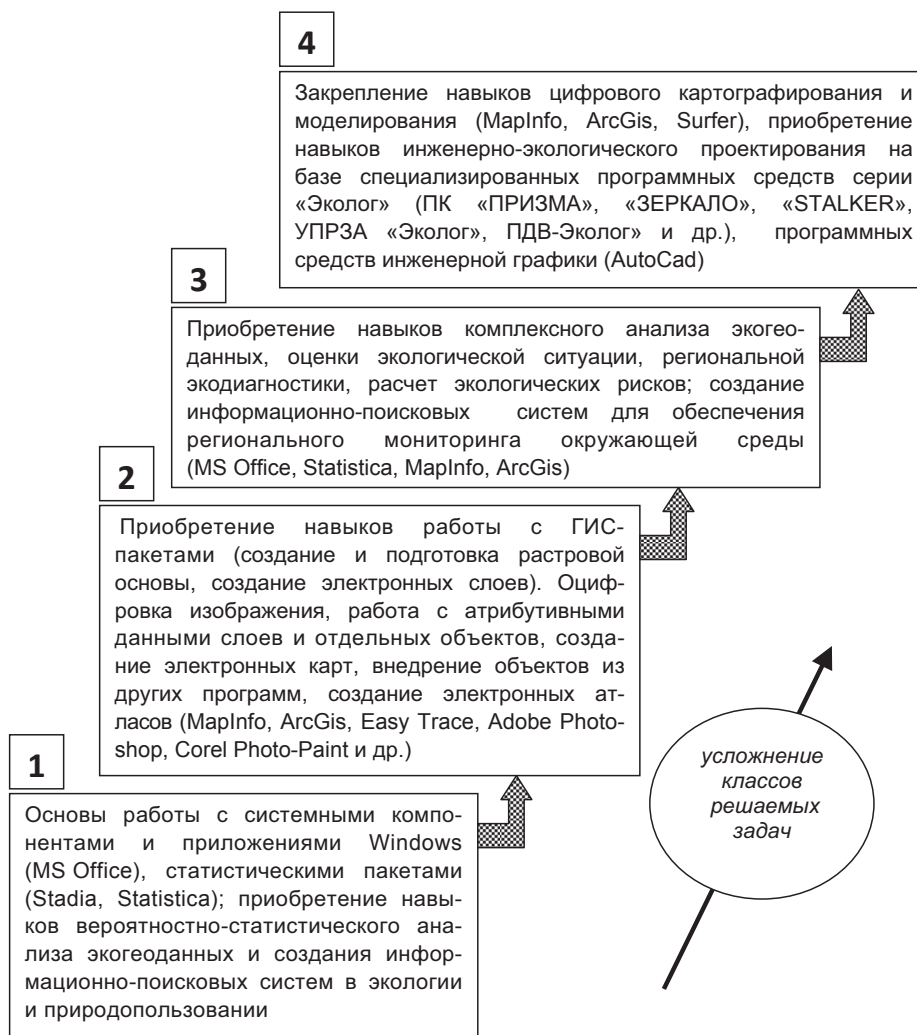 4
Закрепление навыков цифрового картографирования и
моделирования (MapInfo, ArcGis, Surfer), приобретение
навыков инженерно-экологического проектирования на
базе специализированных программных средств серии
«Эколог» (ПК «ПРИЗМА», «ЗЕРКАЛО», «STALKER»,
УПРЗА «Эколог», ПДВ-Эколог» и др.), программных
средств инженерной графики (AutoCad)
3
Приобретение навыков комплексного анализа экогео-
данных, оценки экологической ситуации, региональной
экодиагностики, расчет экологических рисков; создание
информационно-поисковых систем для обеспечения
регионального мониторинга окружающей среды
(MS Office, Statistica, MapInfo, ArcGis)
2
Приобретение навыков работы с ГИС-
пакетами (создание и подготовка растровой
основы, создание электронных слоев). Оциф-
ровка изображения, работа с атрибутивными
данными слоев и отдельных объектов, созда-
ние электронных карт, внедрение объектов из
других программ, создание электронных ат-
ласов (MapInfo, ArcGis, Easy Trace, Adobe Photo-
shop, Corel Photo-Paint и др.)
1
Основы работы с системными компо-
нентами и приложениями Windows
(MS Office), статистическими пакетами
(Stadia, Statistica); приобретение навы-
ков вероятностно-статистического ана-
лиза экогеоданных и создания инфор-
мационно-поисковых систем в экологии
и природопользовании
усложнение
классов
решаемых
задач